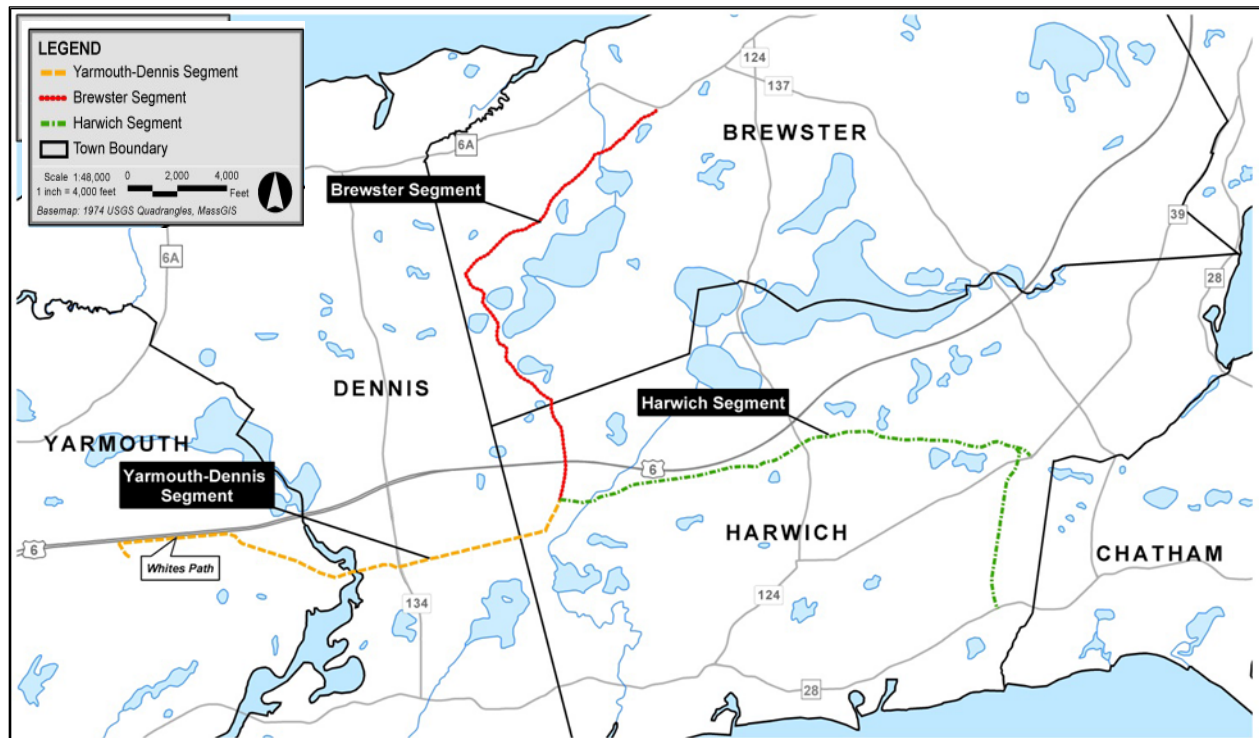 LEGEND
Yarmouth-Dennis Segment
Brewster Segment
Harwich Segment
Town Boundary
Scale 1:48,000
1 inch = 4,000 feet
0 2,000 4,000
Feet
Basemap: 1974 USGS Quadrangles, MassGIS
124
137
BREWSTER
6A
Brewster Segment
39
6A
28
DENNIS
Harwich Segment
YARMOUTH
6
Yarmouth-Dennis
Segment
HARWICH
6
Whites Path
CHATHAM
134
124
28